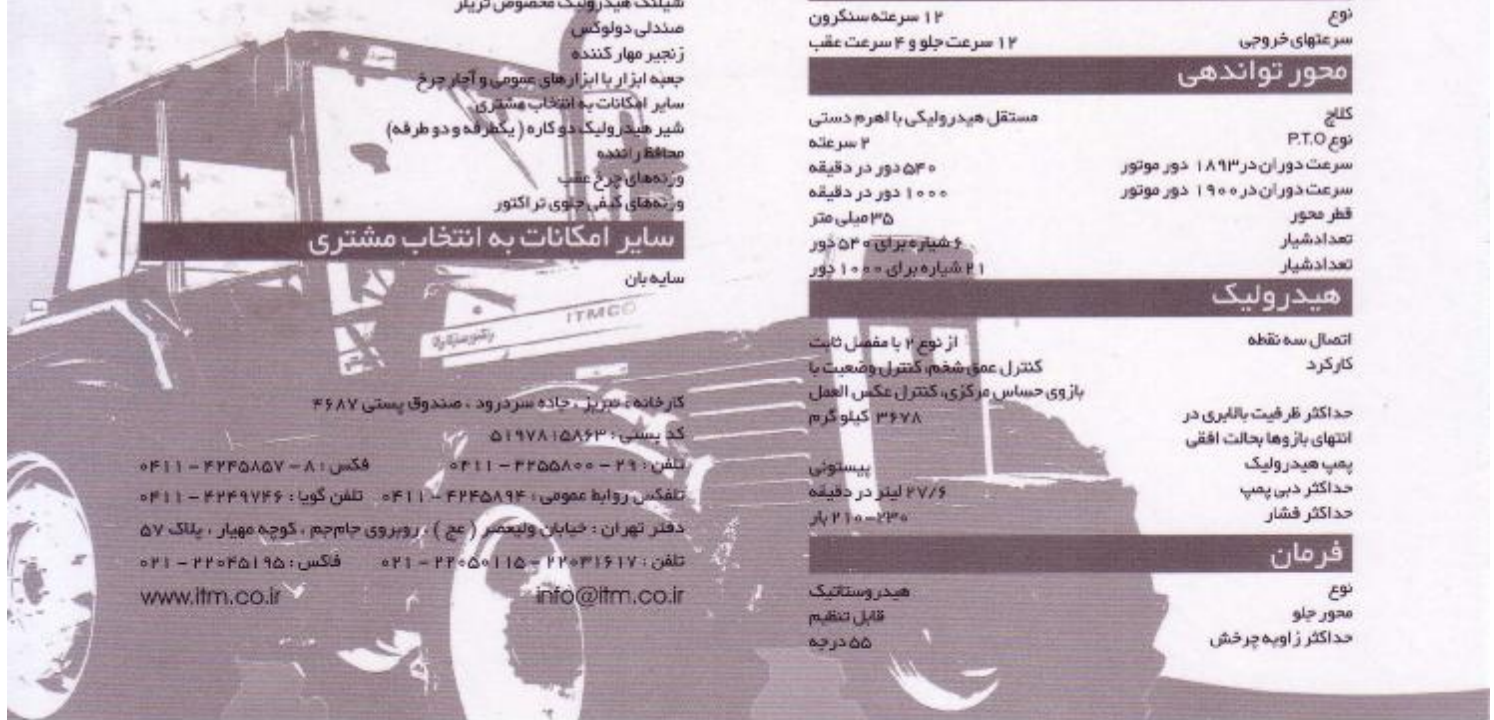 نوع ۱۲ سرعته سنکرون
سرعتهای خروجی ۱۲ سرعت جلو و ۴ سرعت عقب
محور تواندهی
کلاچ مستقل هیدرولیکی با اهرم دستی
نوع P.T.O ۲ سرعته
سرعت دوران در ۱۸۹۳ دور موتور ۵۴۰ دور در دقیقه
سرعت دوران در ۱۹۰۰ دور موتور ۱۰۰۰ دور در دقیقه
قطر محور ۳۵ میلی متر
تعداد شیار ۶ شیاره برای ۵۴۰ دور
تعداد شیار ۲۱ شیاره برای ۱۰۰۰ دور
هیدرولیک
اتصال سه نقطه از نوع ۲ با مفصل ثابت
کارکرد کنترل عمق شخم، کنترل وضعیت با
بازوی حساس مرکزی، کنترل عکس العمل
حداکثر ظرفیت بالابری در ۳۶۷۸ کیلو گرم
انتهای بازوها بحالت افقی
پمپ هیدرولیک پیستونی
حداکثر دبی پمپ ۲۷/۶ لیتر در دقیقه
حداکثر فشار ۲۱۰-۲۳۰ بار
فرمان
نوع هیدروستاتیک
محور جلو قابل تنظیم
حداکثر زاویه چرخش ۵۵ درجه
شیلنگ هیدرولیک مخصوص تریلر
صندلی دولوکس
زنجیر مهار کننده
جعبه ابزار با ابزارهای عمومی و آچار چرخ
سایر امکانات به انتخاب مشتری
شیر هیدرولیک دو کاره (یکطرفه و دو طرفه)
محافظ راننده
وزنه‌های چرخ عقب
وزنه‌های کیفی جلوی تراکتور
سایر امکانات به انتخاب مشتری
سایه بان
ITMCO
کارخانه : تبریز ، جاده سردرود ، صندوق پستی ۴۶۸۷
کد پستی : ۵۱۹۷۸۱۵۸۶۳
تلفن : ۲۹ - ۴۲۵۵۸۰۰ - ۰۴۱۱ فکس : ۸ - ۴۲۴۵۸۵۷ - ۰۴۱۱
تلفکس روابط عمومی : ۴۲۴۵۸۹۴ - ۰۴۱۱ تلفن گویا : ۴۲۴۹۷۴۶ - ۰۴۱۱
دفتر تهران : خیابان ولیعصر ( عج ) ، روبروی جام‌جم ، کوچه مهیار ، پلاک ۵۷
تلفن : ۲۲۰۳۱۶۱۷ - ۲۲۰۵۰۱۱۵ - ۰۲۱ فاکس : ۲۲۰۴۵۱۹۵ - ۰۲۱
info@itm.co.ir www.itm.co.ir